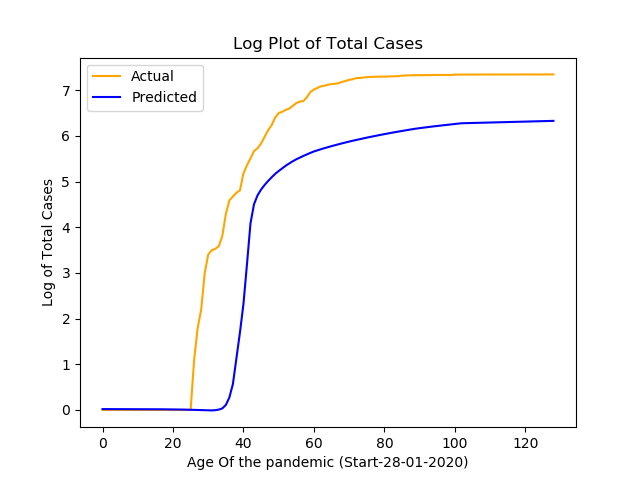 Log Plot of Total Cases
Actual
Predicted
Log of Total Cases
7
6
5
4
3
2
1
0
0 20 40 60 80 100 120
Age Of the pandemic (Start-28-01-2020)